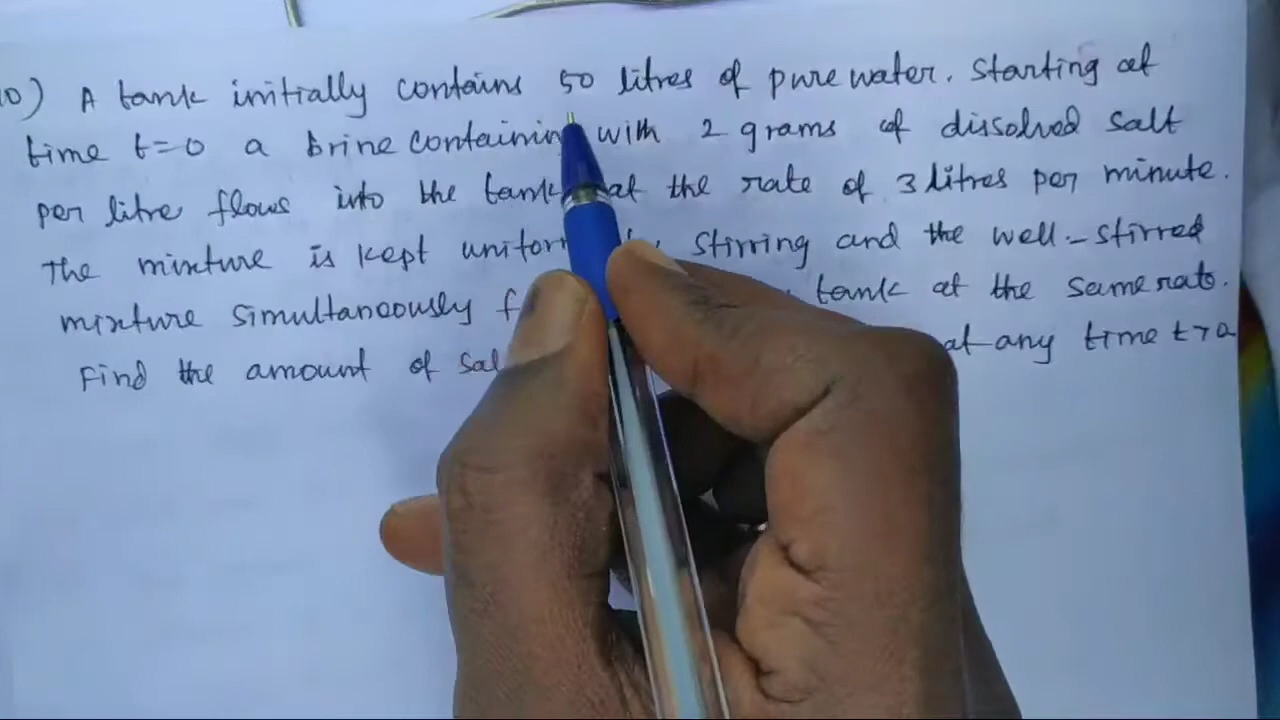 10) A tank initially contains 50 litres of pure water. Starting at
time t=0 a brine containing with 2 grams of dissolved salt
per litre flows into the tank at the rate of 3 litres per minute.
The mixture is kept stirring and the well-stirred
mixture simultaneously tank at the same rate.
Find the amount of at any time t>0